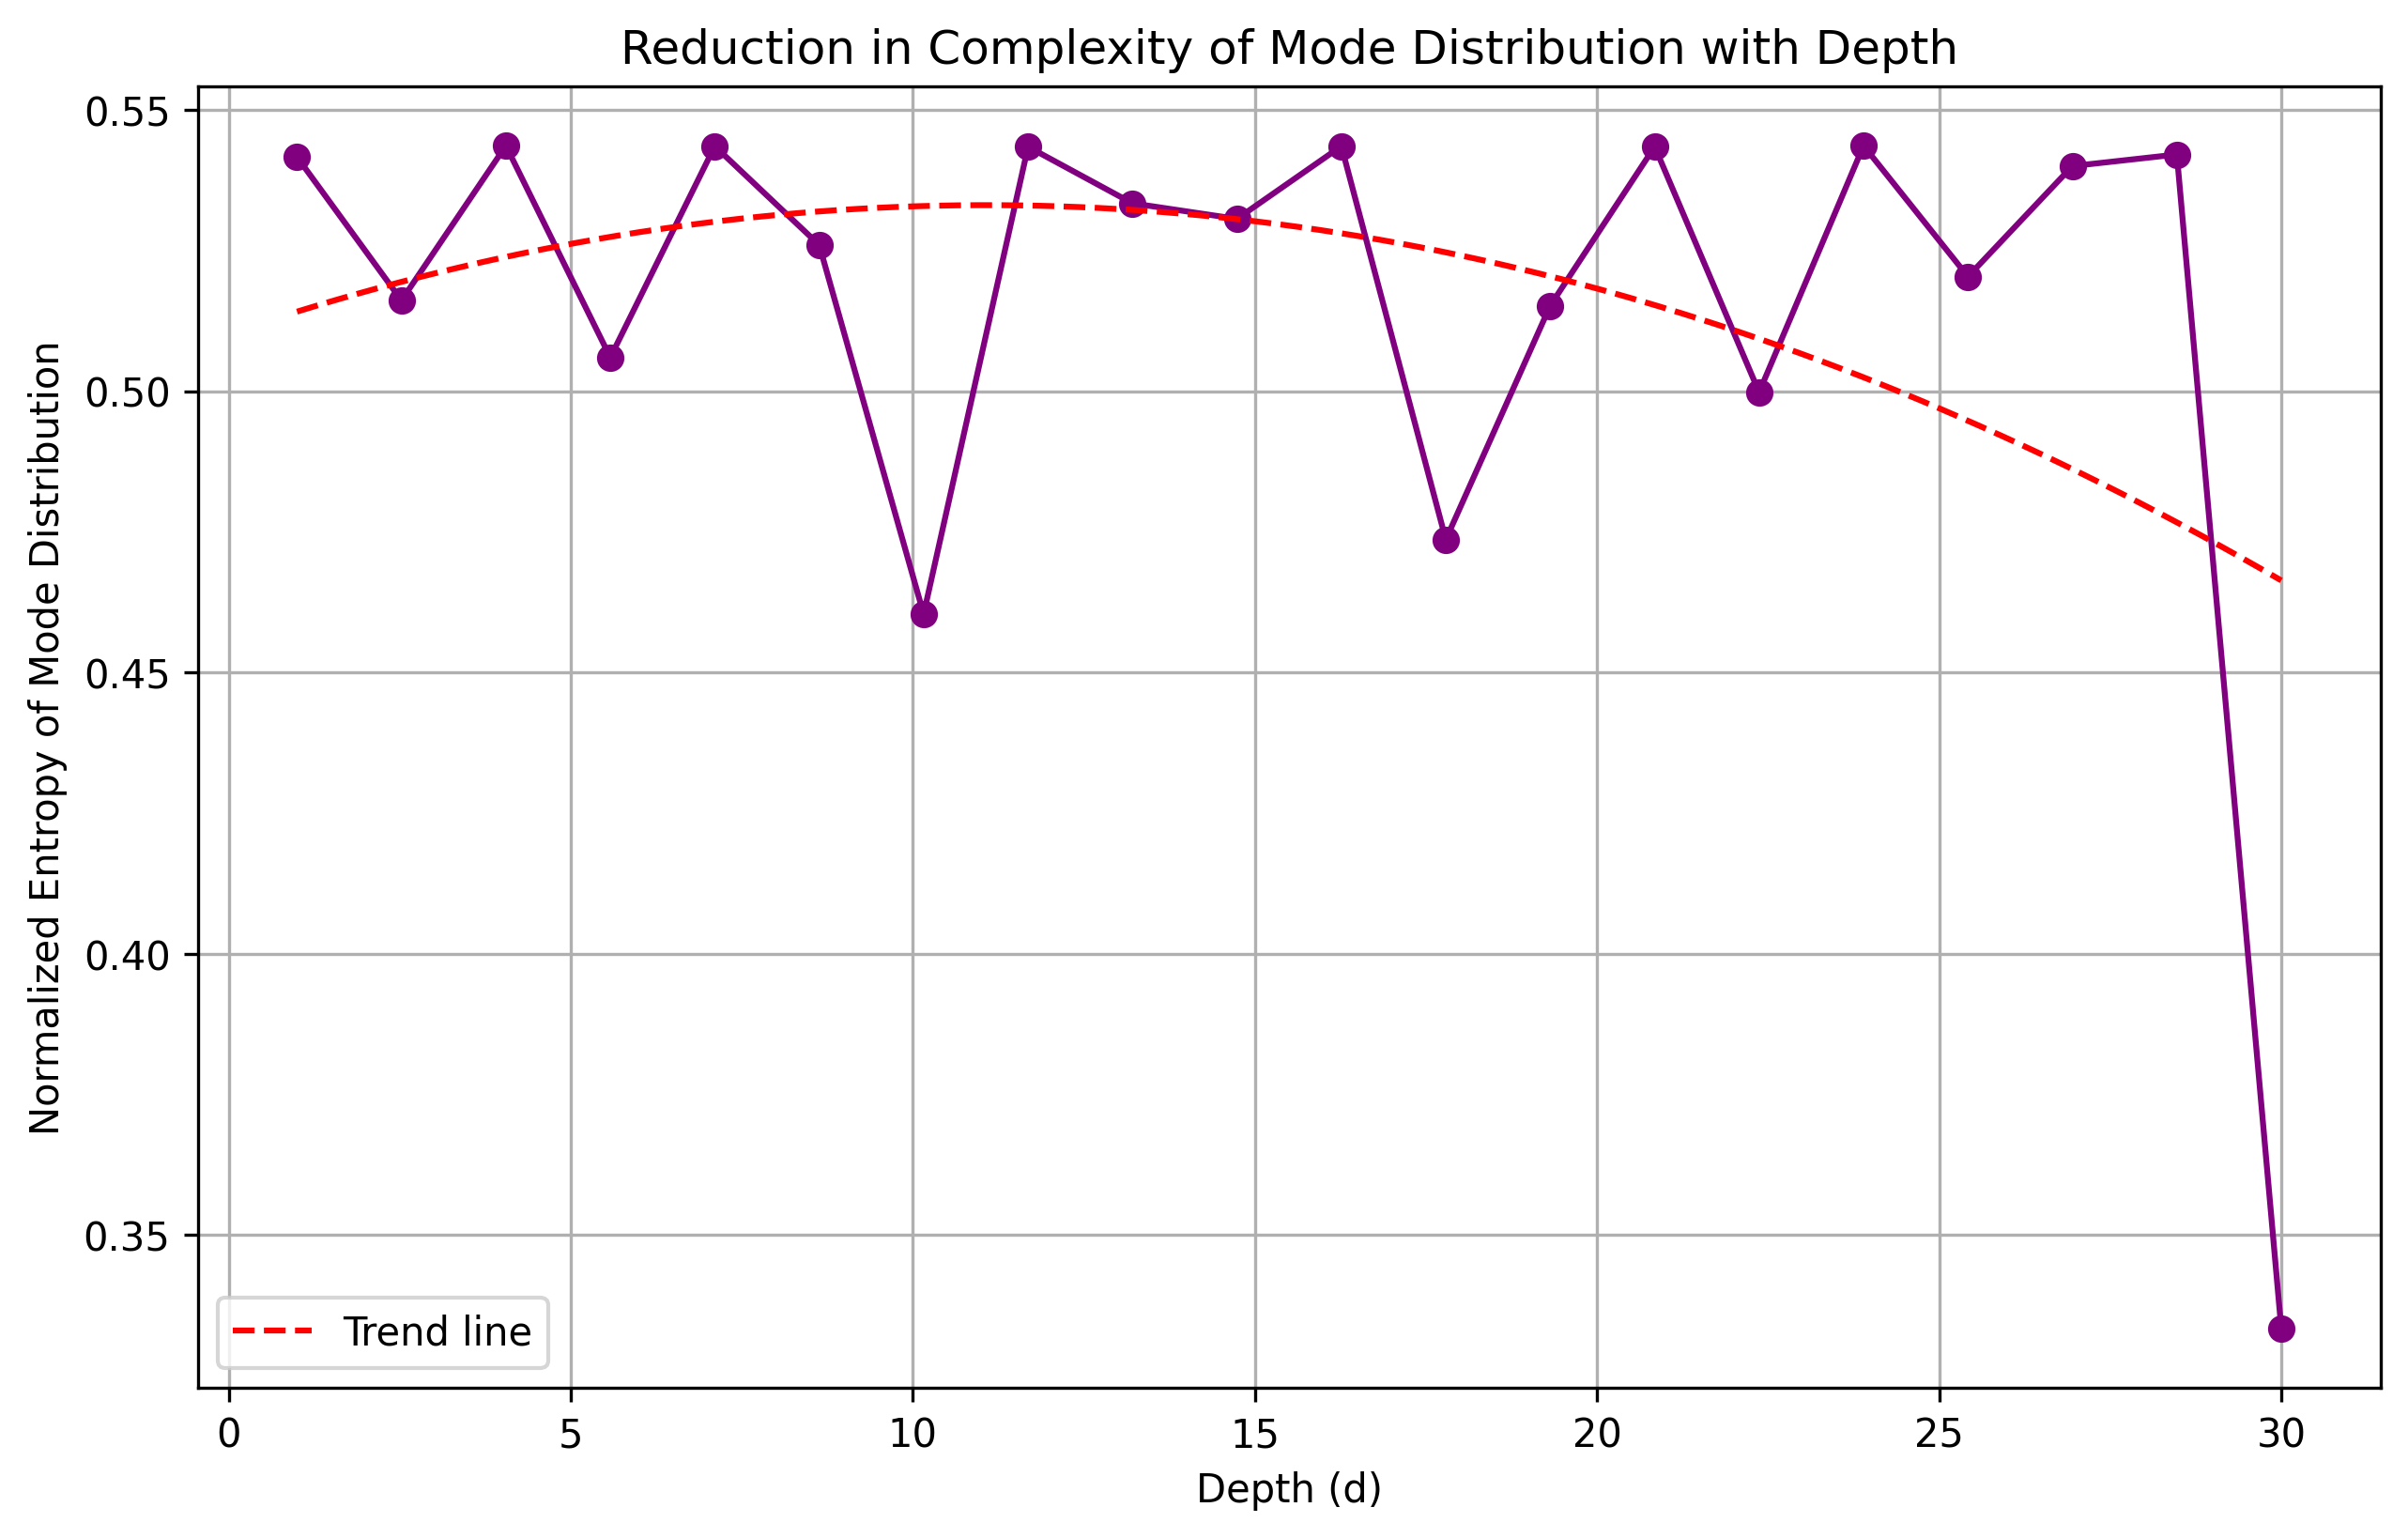 Reduction in Complexity of Mode Distribution with Depth
Normalized Entropy of Mode Distribution
0.55
0.50
0.45
0.40
0.35
Trend line
0 5 10 15 20 25 30
Depth (d)